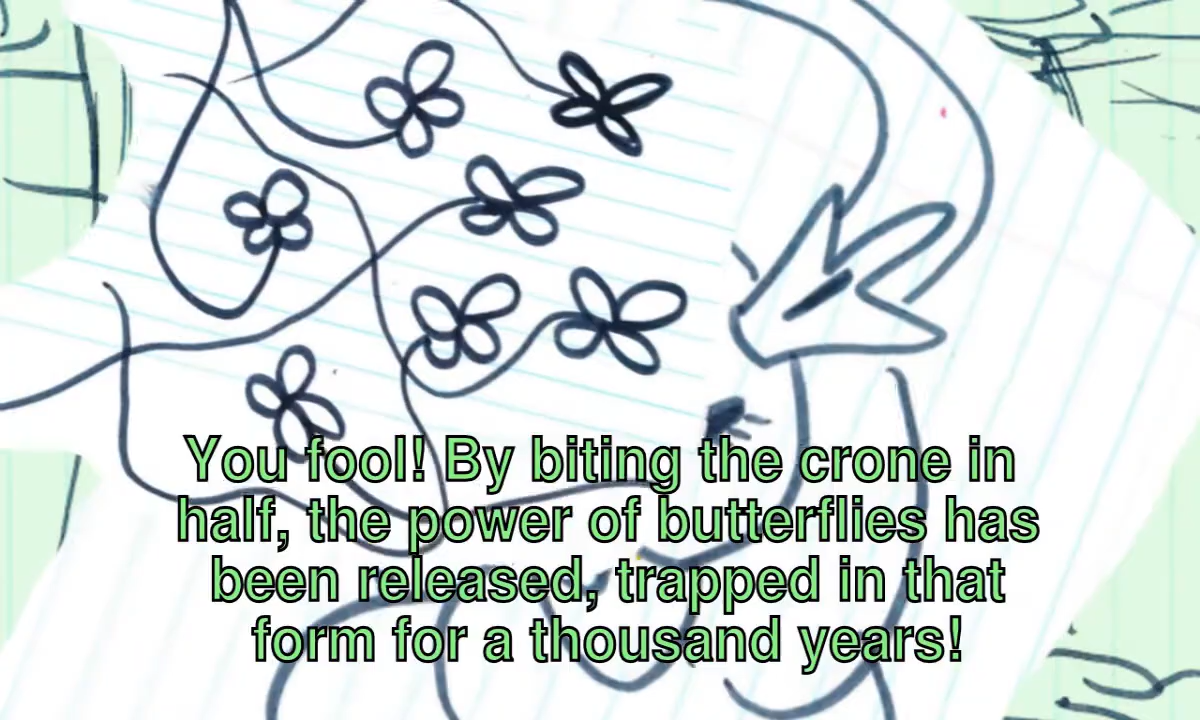 You fool! By biting the crone in
half, the power of butterflies has
been released, trapped in that
form for a thousand years!